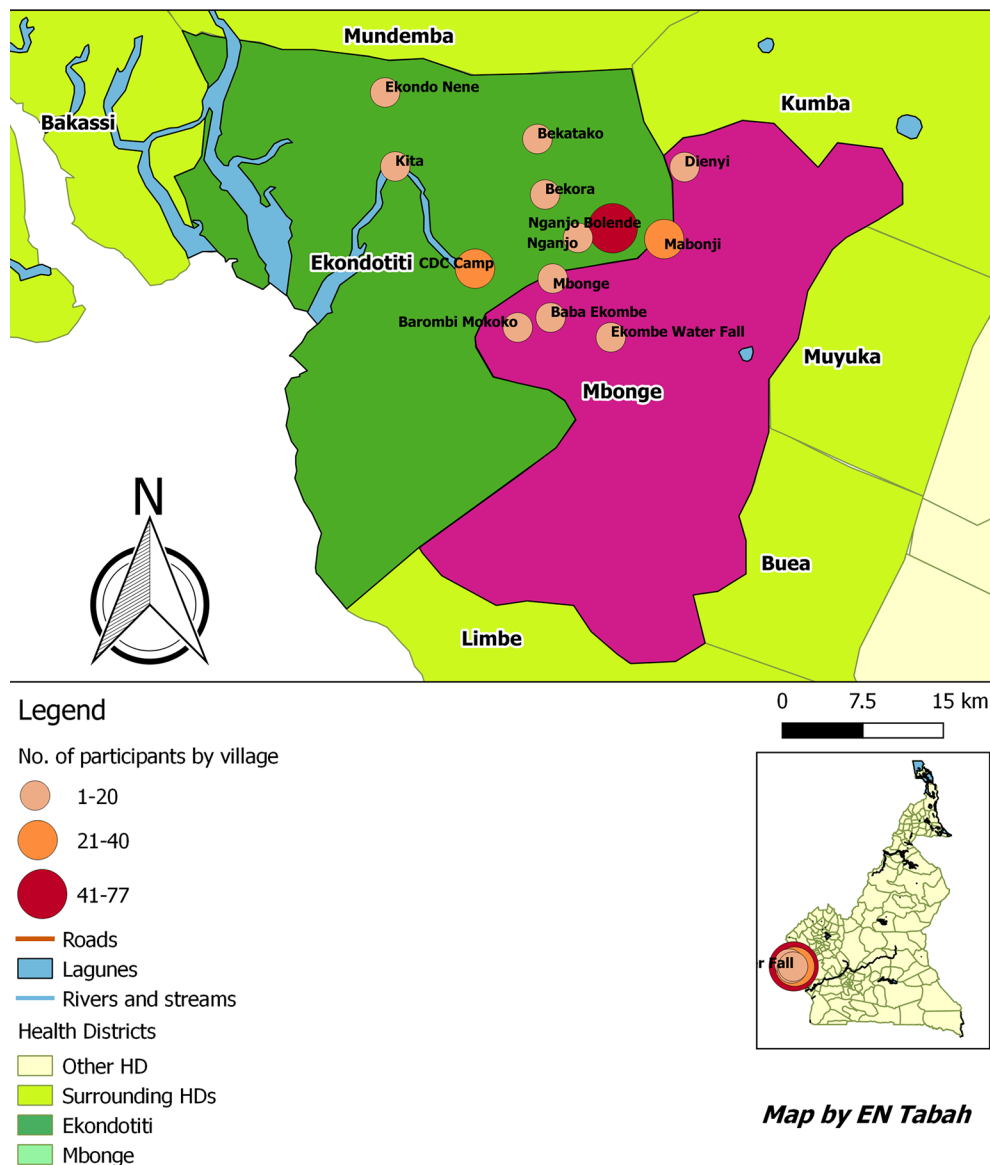 Mundemba
Kumba
Bakassi
Ekondo Nene
Bekatako
Kita
Dienyi
Bekora
Nganjo Bolende
Nganjo
Mabonji
Ekondotiti
CDC Camp
Mbonge
Baba Ekombe
Barombi Mokoko
Ekombe Water Fall
Muyuka
Mbonge
N
Buea
Limbe
Legend
0 7.5 15 km
No. of participants by village
1-20
21-40
41-77
Roads
Lagunes
Rivers and streams
Health Districts
Other HD
Surrounding HDs
Ekondotiti
Mbonge
r Fall
Map by EN Tabah